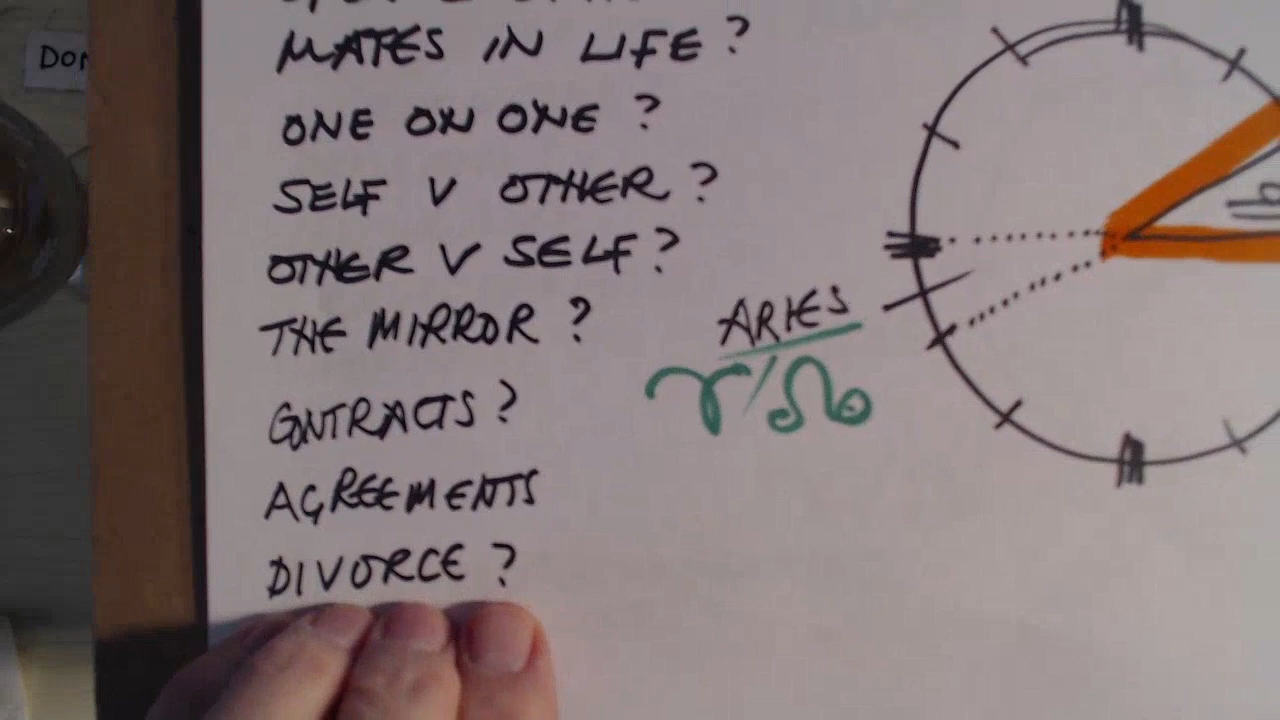 MATES IN LIFE ?
ONE ON ONE ?
SELF V OTHER ?
OTHER V SELF ?
THE MIRROR ?
CONTRACTS ?
AGREEMENTS
DIVORCE ?
ARIES
♈/♌